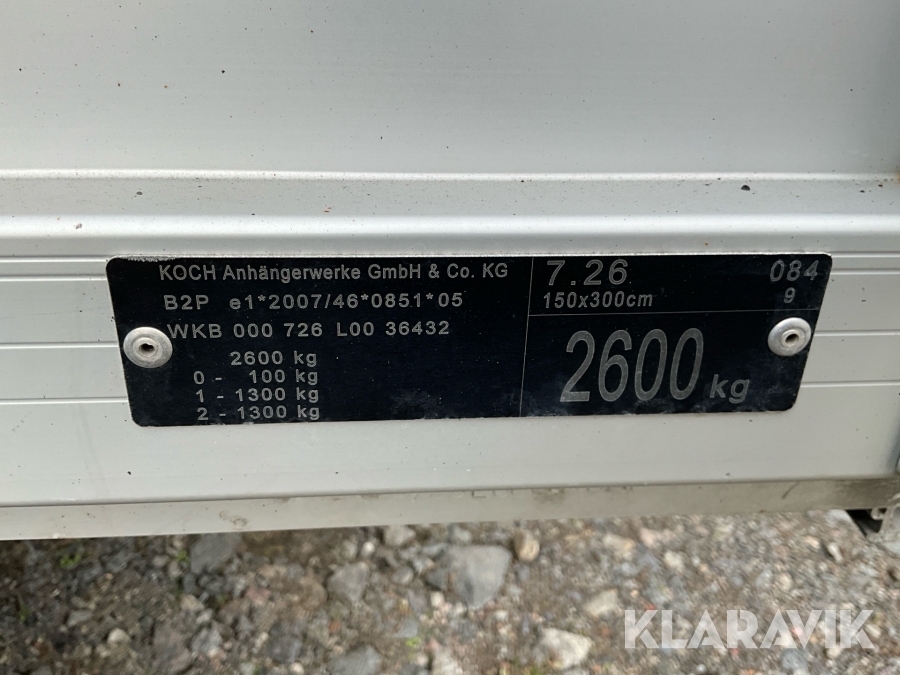 KOCH Anhängerwerke GmbH & Co. KG
B2P e1*2007/46*0851*05
WKB 000 726 L00 36432
2600 kg
0 - 100 kg
1 - 1300 kg
2 - 1300 kg
7.26 084
150x300cm 9
2600 kg
KLARAVIK